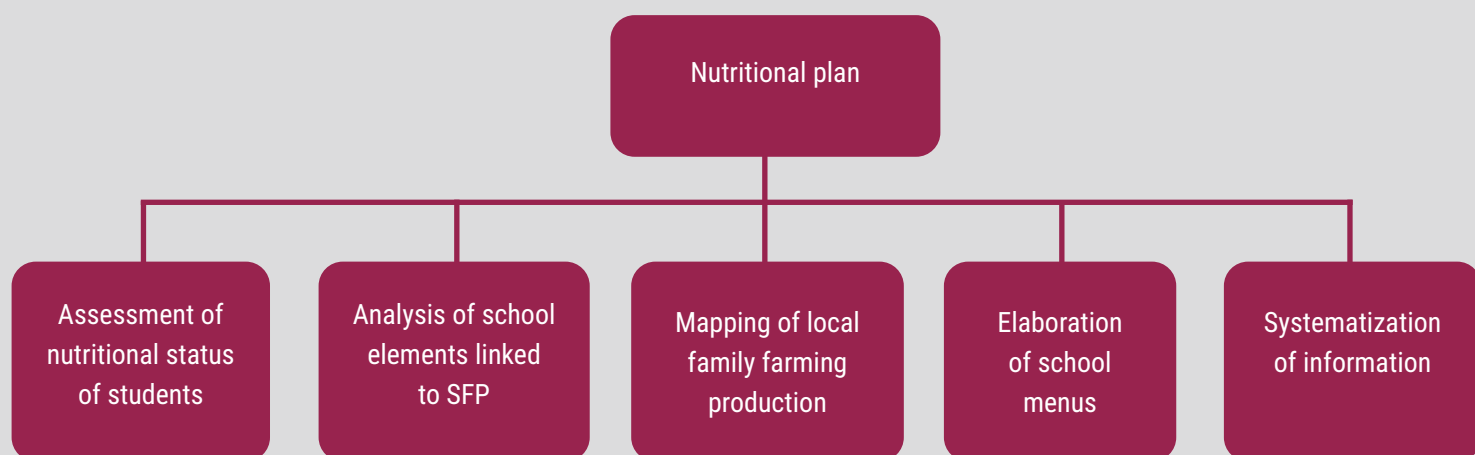 Nutritional plan
Assessment of
nutritional status
of students
Analysis of school
elements linked
to SFP
Mapping of local
family farming
production
Elaboration
of school
menus
Systematization
of information